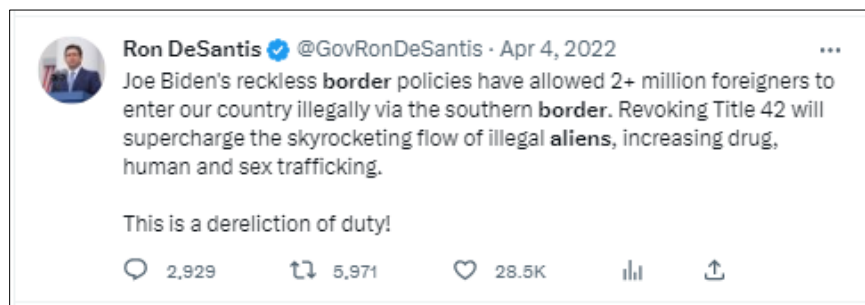 Ron DeSantis @GovRonDeSantis · Apr 4, 2022
Joe Biden's reckless border policies have allowed 2+ million foreigners to
enter our country illegally via the southern border. Revoking Title 42 will
supercharge the skyrocketing flow of illegal aliens, increasing drug,
human and sex trafficking.
This is a dereliction of duty!
2,929 5,971 28.5K